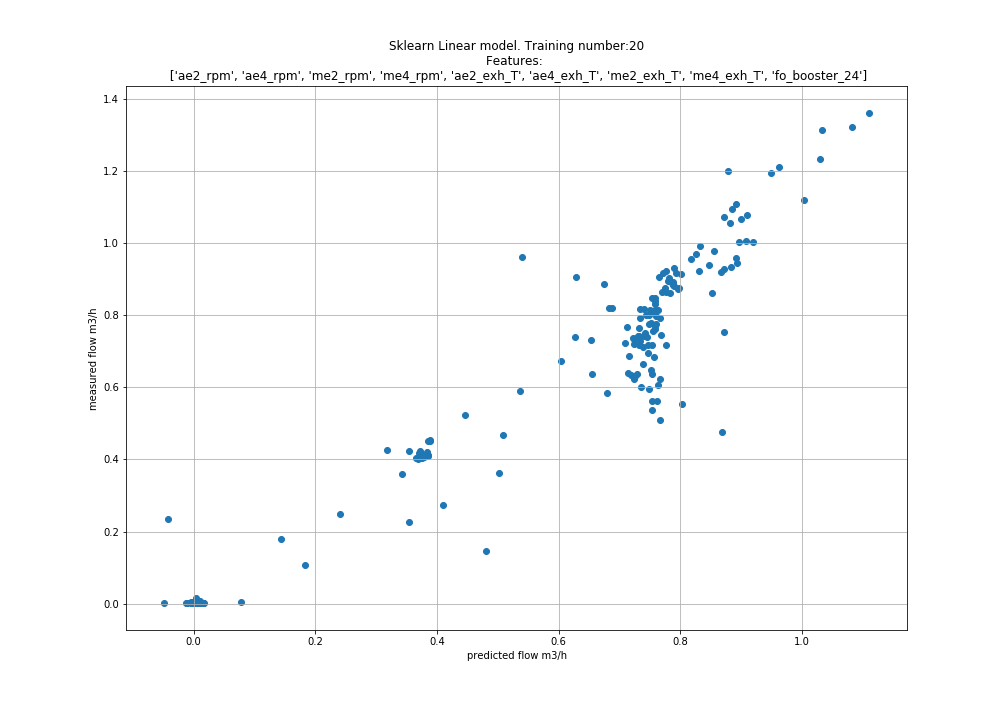 Sklearn Linear model. Training number:20
Features:
['ae2_rpm', 'ae4_rpm', 'me2_rpm', 'me4_rpm', 'ae2_exh_T', 'ae4_exh_T', 'me2_exh_T', 'me4_exh_T', 'fo_booster_24']
1.4
1.2
1.0
0.8
0.6
0.4
0.2
0.0
measured flow m3/h
0.0 0.2 0.4 0.6 0.8 1.0
predicted flow m3/h